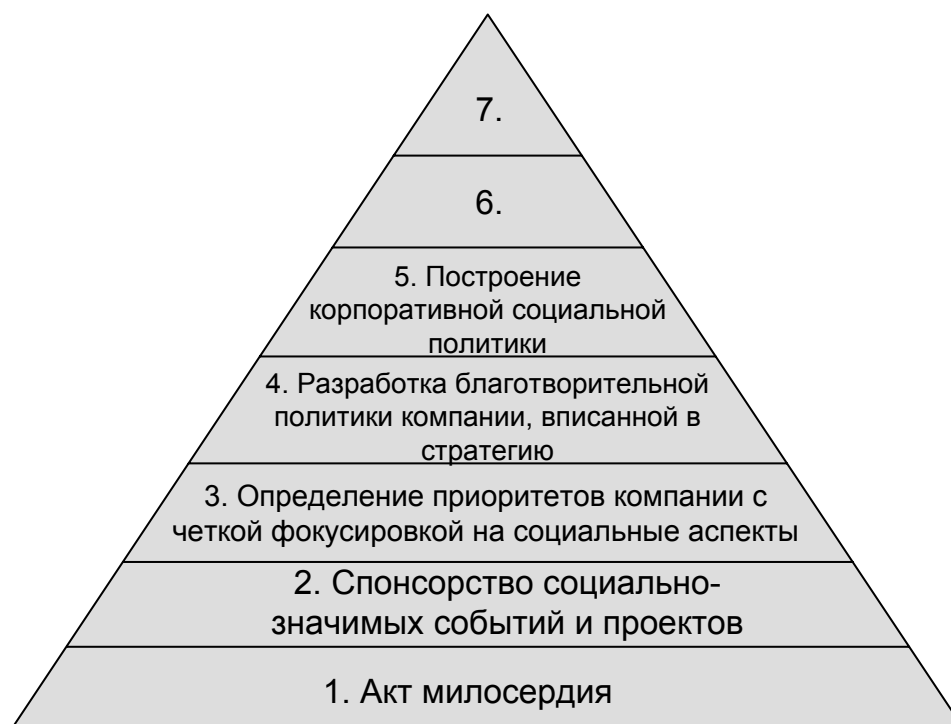 7.
6.
5. Построение
корпоративной социальной
политики
4. Разработка благотворительной
политики компании, вписанной в
стратегию
3. Определение приоритетов компании с
четкой фокусировкой на социальные аспекты
2. Спонсорство социально-
значимых событий и проектов
1. Акт милосердия